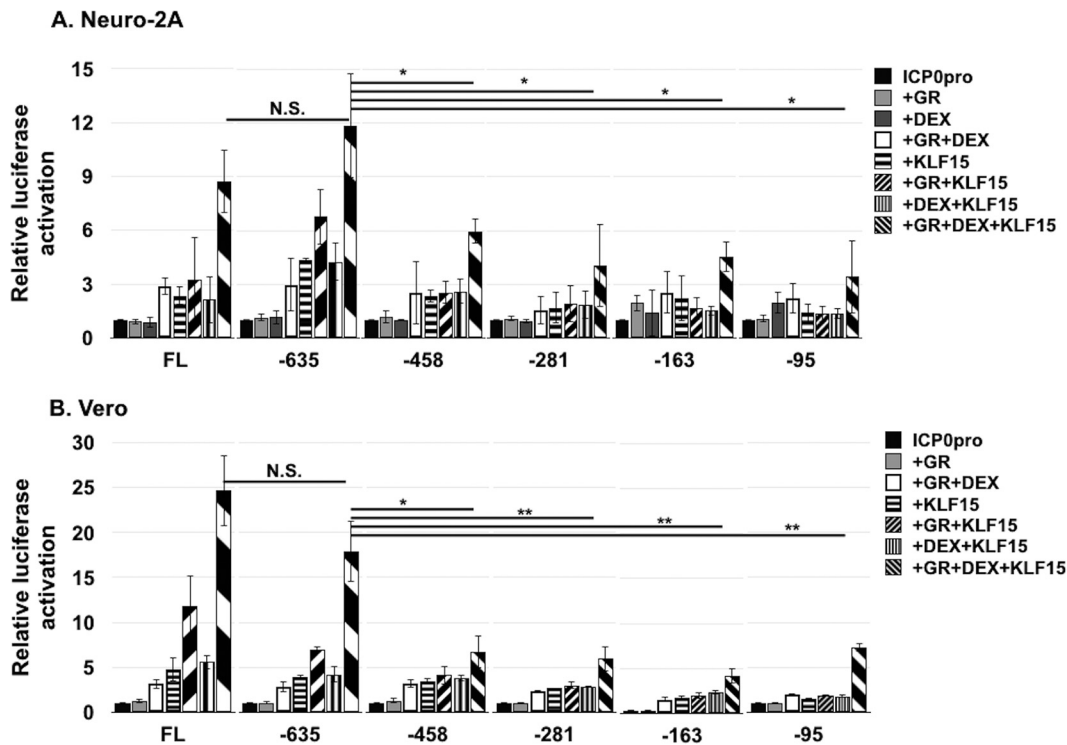 A. Neuro-2A
Relative luciferase
activation
15
12
9
6
3
0
N.S.
*
*
*
*
FL
-635
-458
-281
-163
-95
ICP0pro
+GR
+DEX
+GR+DEX
+KLF15
+GR+KLF15
+DEX+KLF15
+GR+DEX+KLF15
B. Vero
Relative luciferase
activation
30
25
20
15
10
5
0
N.S.
*
**
**
**
FL
-635
-458
-281
-163
-95
ICP0pro
+GR
+GR+DEX
+KLF15
+GR+KLF15
+DEX+KLF15
+GR+DEX+KLF15